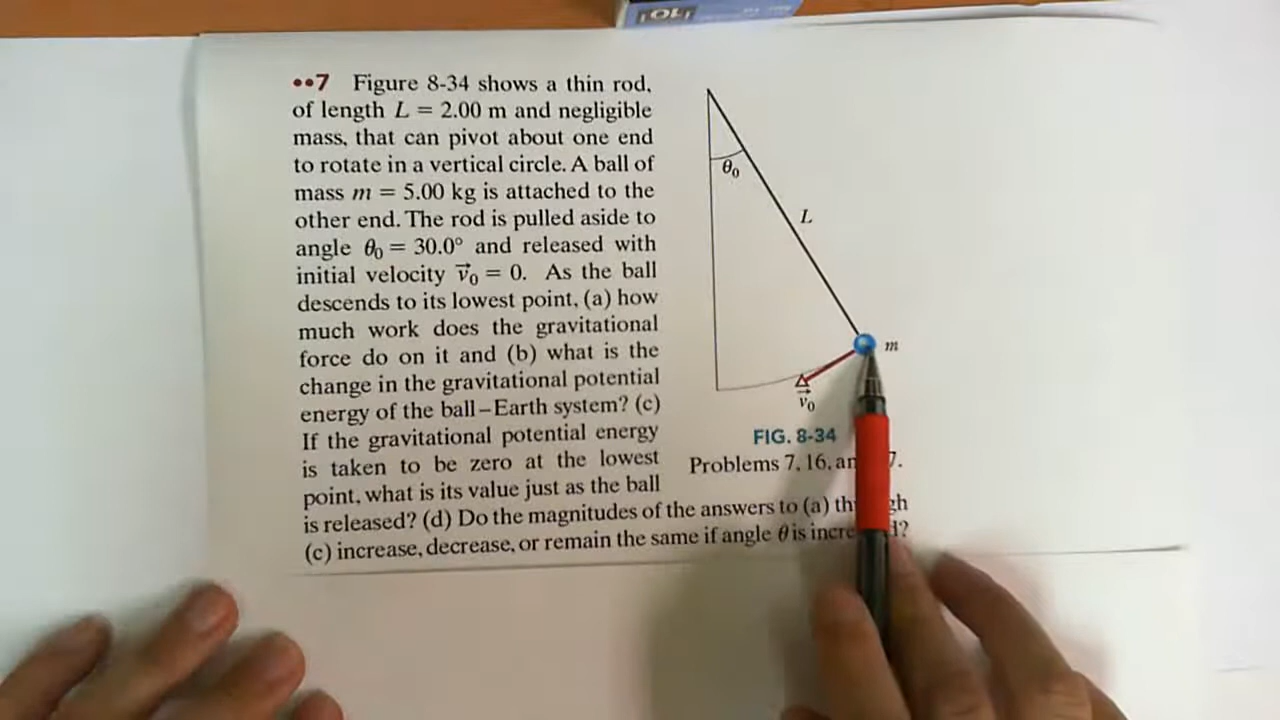 ••7 Figure 8-34 shows a thin rod,
of length L = 2.00 m and negligible
mass, that can pivot about one end
to rotate in a vertical circle. A ball of
mass m = 5.00 kg is attached to the
other end. The rod is pulled aside to
angle θ₀ = 30.0° and released with
initial velocity v⃗₀ = 0. As the ball
descends to its lowest point, (a) how
much work does the gravitational
force do on it and (b) what is the
change in the gravitational potential
energy of the ball–Earth system? (c)
If the gravitational potential energy
is taken to be zero at the lowest
point, what is its value just as the ball
is released? (d) Do the magnitudes of the answers to (a)
(c) increase, decrease, or remain the same if angle θ is
θ₀
L
m
v⃗₀
FIG. 8-34
Problems 7, 16,